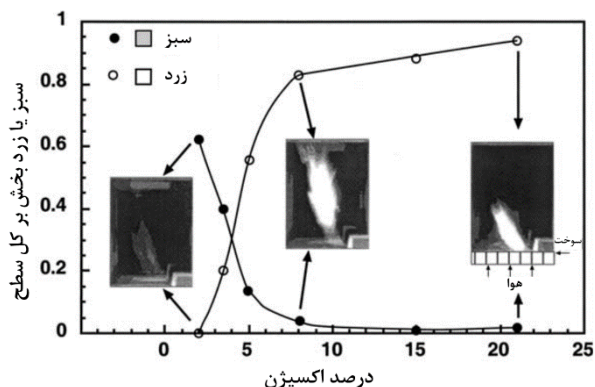 1
0.8
0.6
0.4
0.2
0
سبز
زرد
سبز یا زرد بخش بر کل سطح
سوخت
هوا
0 5 10 15 20 25
درصد اکسیژن